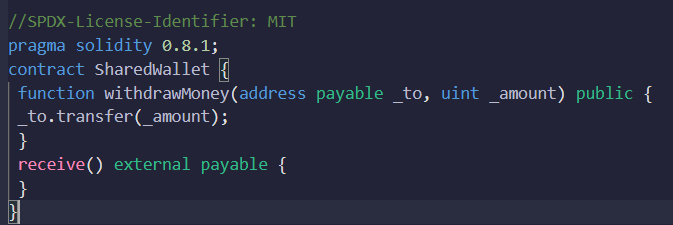 //SPDX-License-Identifier: MIT
pragma solidity 0.8.1;
contract SharedWallet {
function withdrawMoney(address payable _to, uint _amount) public {
_to.transfer(_amount);
}
receive() external payable {
}
}